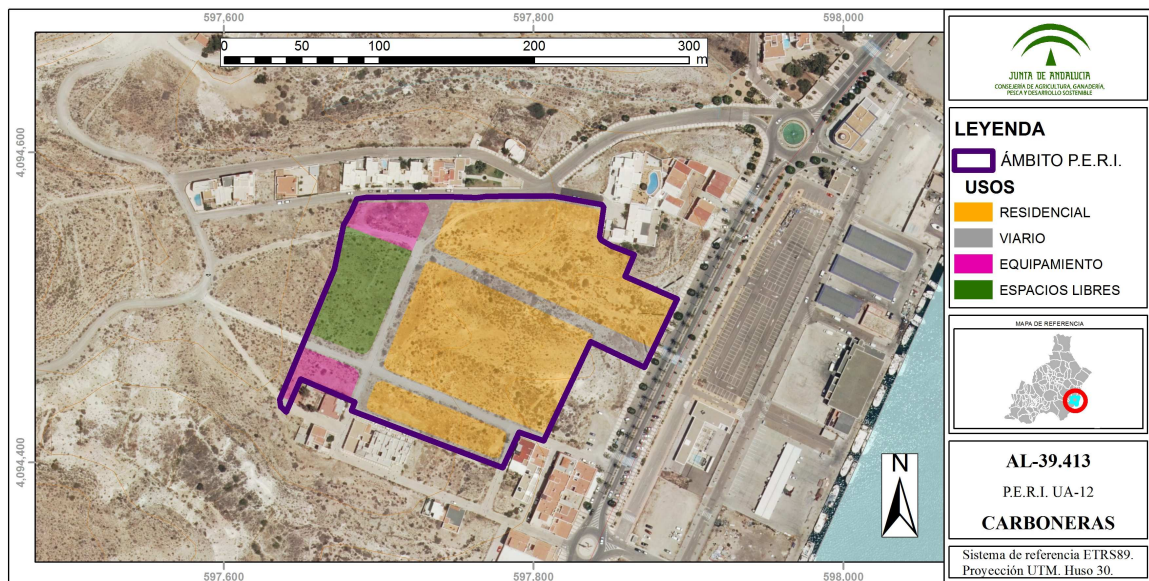 597,600 597,800 598,000
0 50 100 200 300
m
4,094,600
4,094,400
597,600 597,800 598,000
JUNTA DE ANDALUCIA
CONSEJERÍA DE AGRICULTURA, GANADERÍA,
PESCA Y DESARROLLO SOSTENIBLE
LEYENDA
ÁMBITO P.E.R.I.
USOS
RESIDENCIAL
VIARIO
EQUIPAMIENTO
ESPACIOS LIBRES
MAPA DE REFERENCIA
N
AL-39.413
P.E.R.I. UA-12
CARBONERAS
Sistema de referencia ETRS89.
Proyección UTM. Huso 30.